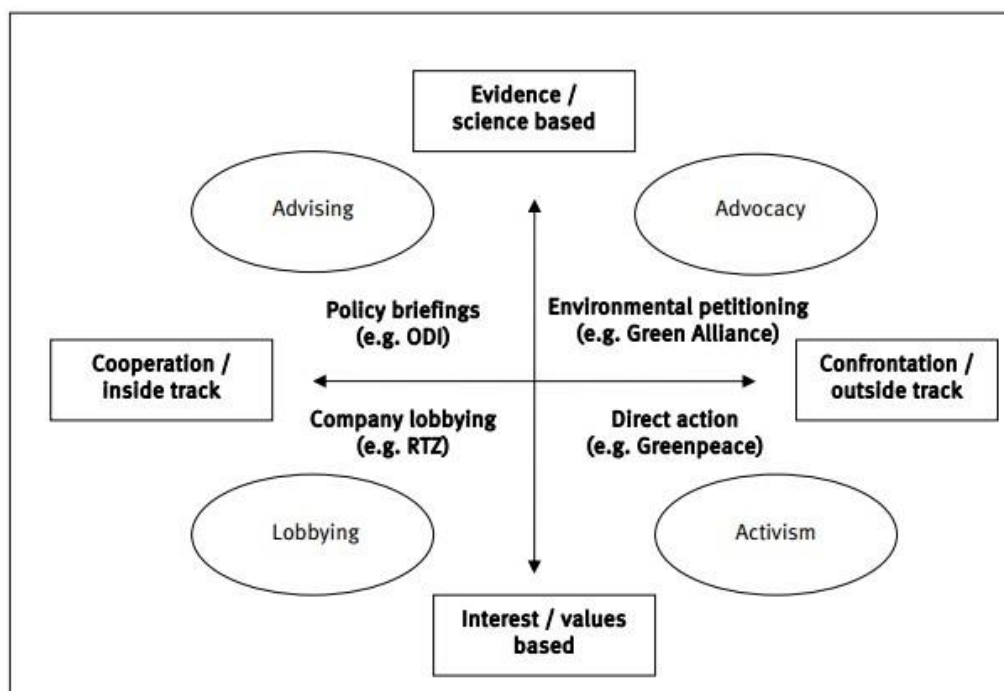 Evidence /
science based
Advising
Advocacy
Policy briefings
(e.g. ODI)
Environmental petitioning
(e.g. Green Alliance)
Cooperation /
inside track
Confrontation /
outside track
Company lobbying
(e.g. RTZ)
Direct action
(e.g. Greenpeace)
Lobbying
Activism
Interest / values
based